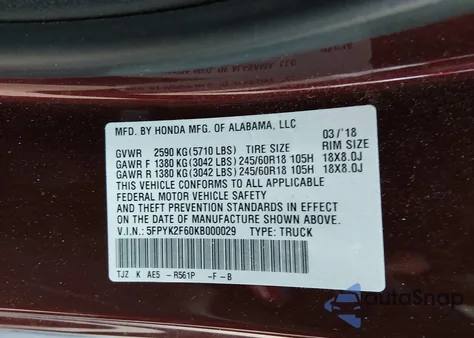 MFD. BY HONDA MFG. OF ALABAMA, LLC 03/'18
GVWR 2590 KG (5710 LBS) TIRE SIZE RIM SIZE
GAWR F 1380 KG (3042 LBS) 245/60R18 105H 18X8.0J
GAWR R 1380 KG (3042 LBS) 245/60R18 105H 18X8.0J
THIS VEHICLE CONFORMS TO ALL APPLICABLE
FEDERAL MOTOR VEHICLE SAFETY
AND THEFT PREVENTION STANDARDS IN EFFECT
ON THE DATE OF MANUFACTURE SHOWN ABOVE.
V.I.N.: 5FPYK2F60KB000029 TYPE: TRUCK
TJZ K AE5 - R561P -F-B
AutoSnap